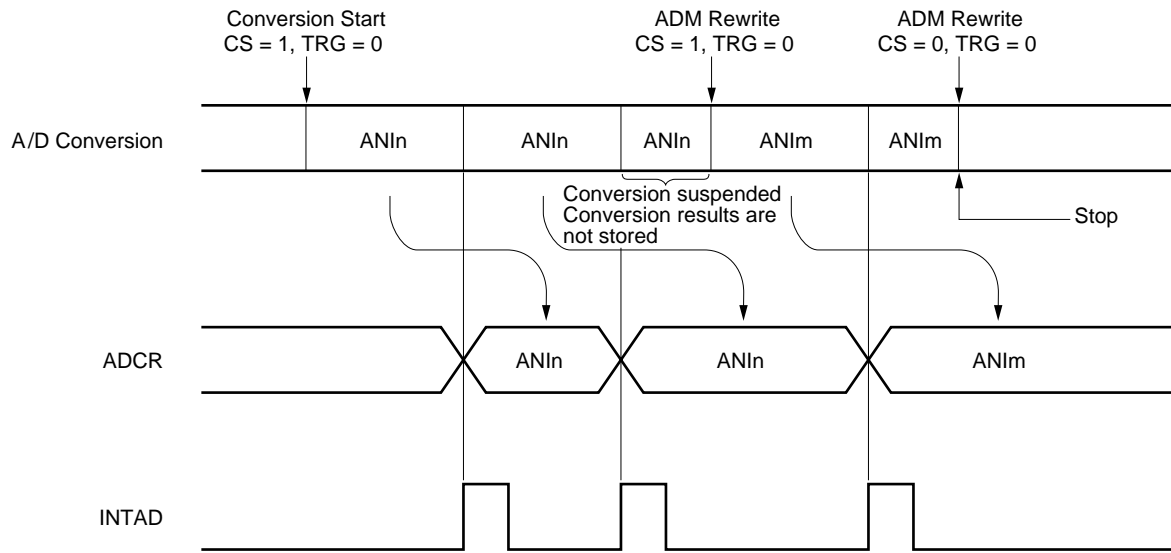 Conversion Start
CS = 1, TRG = 0
ADM Rewrite
CS = 1, TRG = 0
ADM Rewrite
CS = 0, TRG = 0
A/D Conversion
ANIn
ANIn
ANIn
ANIm
ANIm
Conversion suspended
Conversion results are
not stored
Stop
ADCR
ANIn
ANIn
ANIm
INTAD